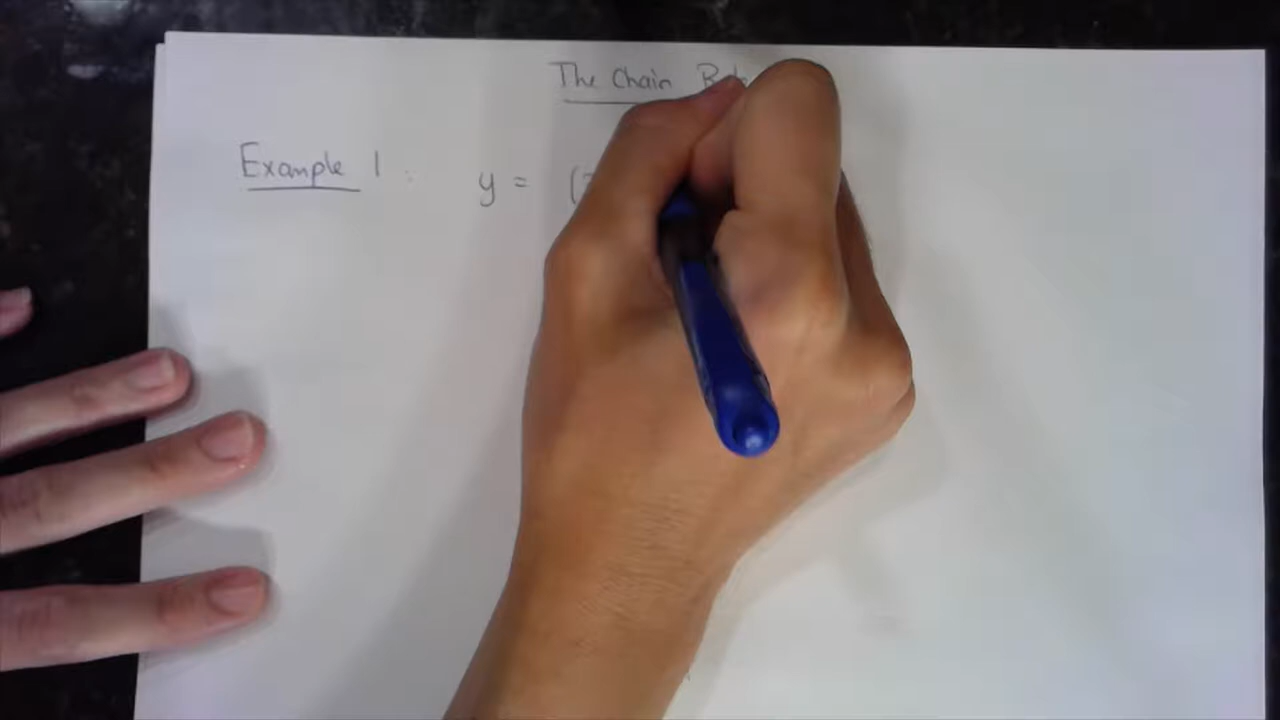 The Chain
Example 1 : y = (